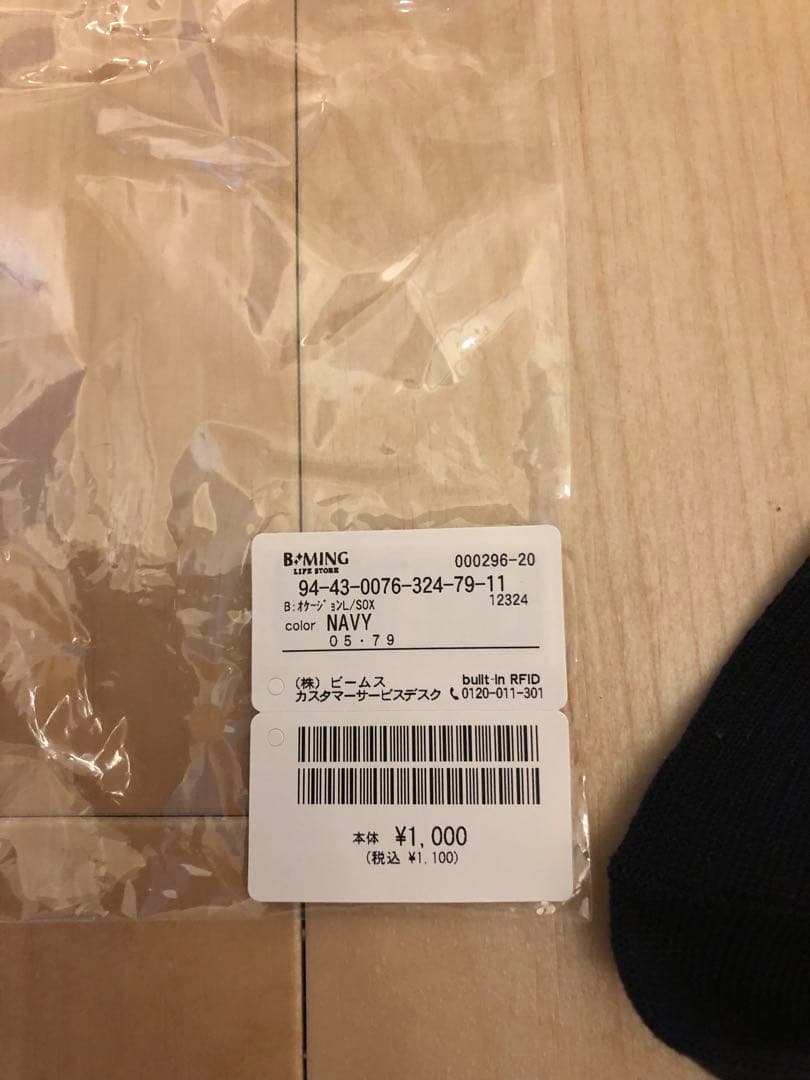 B:MING
LIFE STORE
000296-20
94-43-0076-324-79-11
B:ｵｹｰｼﾞｮﾝL/SOX
12324
color NAVY
05・79
(株) ビームス
built-in RFID
カスタマーサービスデスク 0120-011-301
本体 ¥1,000
(税込 ¥1,100)